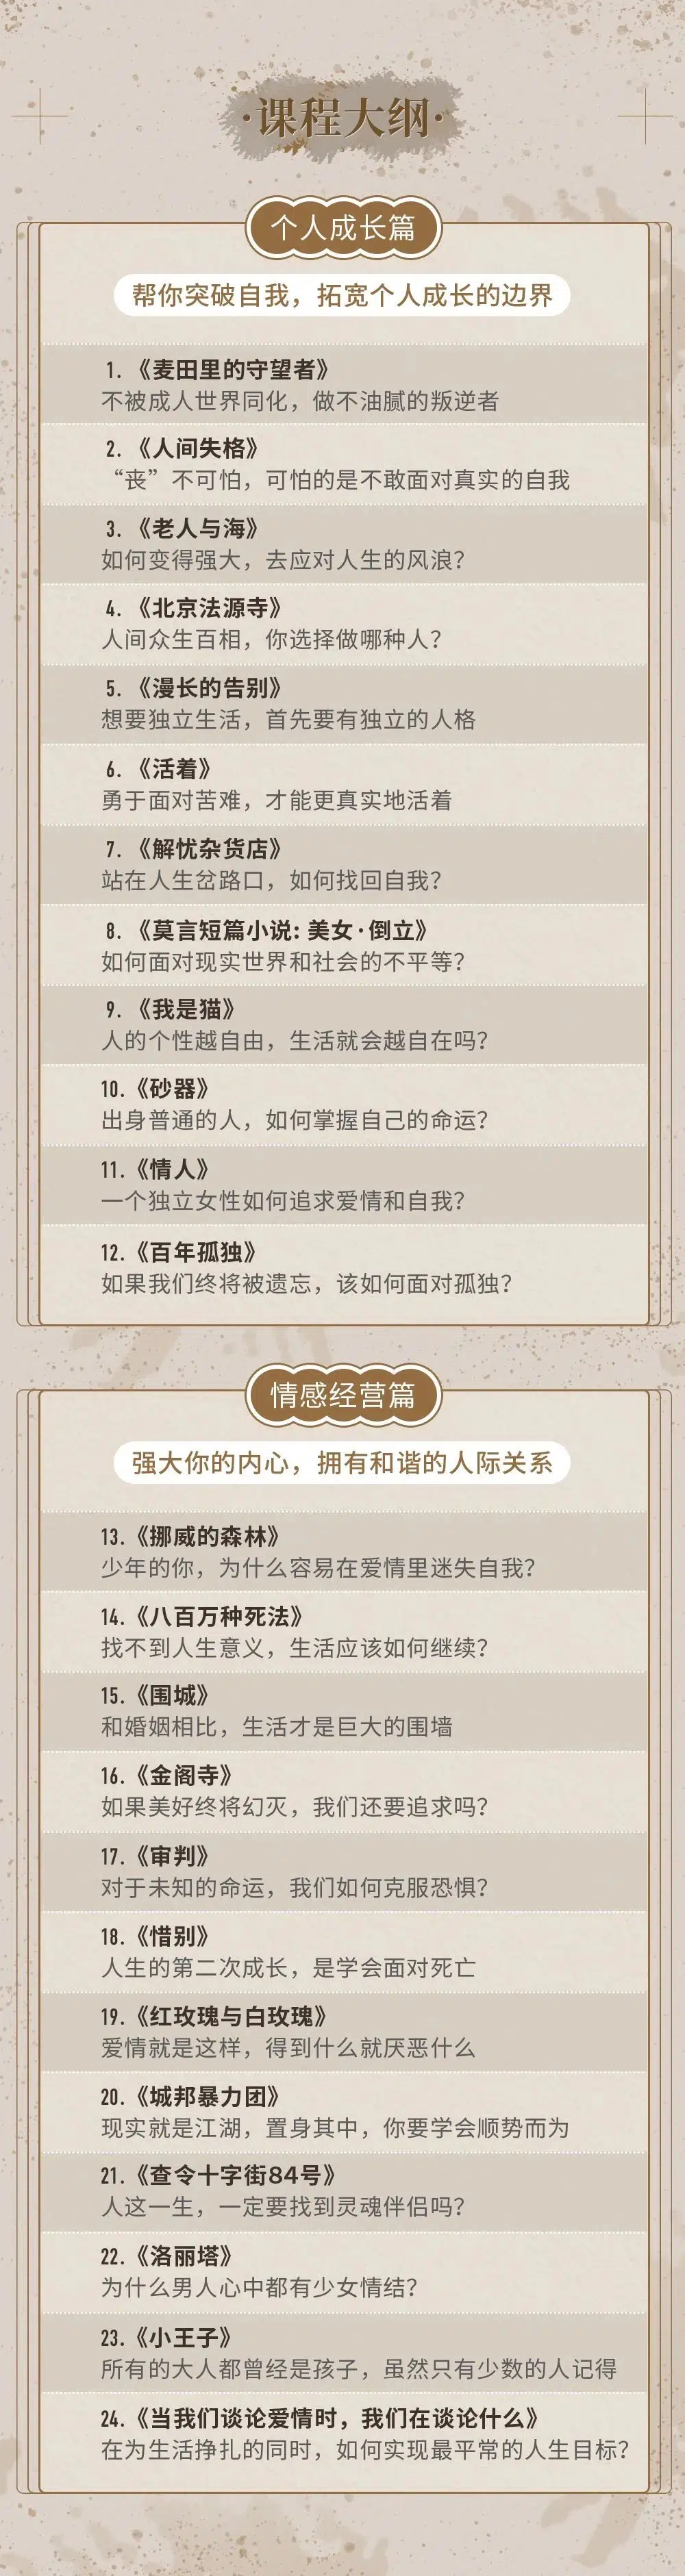 ·课程大纲·
个人成长篇
帮你突破自我，拓宽个人成长的边界
1.《麦田里的守望者》
不被成人世界同化，做不油腻的叛逆者
2.《人间失格》
“丧”不可怕，可怕的是不敢面对真实的自我
3.《老人与海》
如何变得强大，去应对人生的风浪？
4.《北京法源寺》
人间众生百相，你选择做哪种人？
5.《漫长的告别》
想要独立生活，首先要有独立的人格
6.《活着》
勇于面对苦难，才能更真实地活着
7.《解忧杂货店》
站在人生岔路口，如何找回自我？
8.《莫言短篇小说：美女·倒立》
如何面对现实世界和社会的不平等？
9.《我是猫》
人的个性越自由，生活就会越自在吗？
10.《砂器》
出身普通的人，如何掌握自己的命运？
11.《情人》
一个独立女性如何追求爱情和自我？
12.《百年孤独》
如果我们终将被遗忘，该如何面对孤独？
情感经营篇
强大你的内心，拥有和谐的人际关系
13.《挪威的森林》
少年的你，为什么容易在爱情里迷失自我？
14.《八百万种死法》
找不到人生意义，生活应该如何继续？
15.《围城》
和婚姻相比，生活才是巨大的围墙
16.《金阁寺》
如果美好终将幻灭，我们还要追求吗？
17.《审判》
对于未知的命运，我们如何克服恐惧？
18.《惜别》
人生的第二次成长，是学会面对死亡
19.《红玫瑰与白玫瑰》
爱情就是这样，得到什么就厌恶什么
20.《城邦暴力团》
现实就是江湖，置身其中，你要学会顺势而为
21.《查令十字街84号》
人这一生，一定要找到灵魂伴侣吗？
22.《洛丽塔》
为什么男人心中都有少女情结？
23.《小王子》
所有的大人都曾经是孩子，虽然只有少数的人记得
24.《当我们谈论爱情时，我们在谈论什么》
在为生活挣扎的同时，如何实现最平常的人生目标？